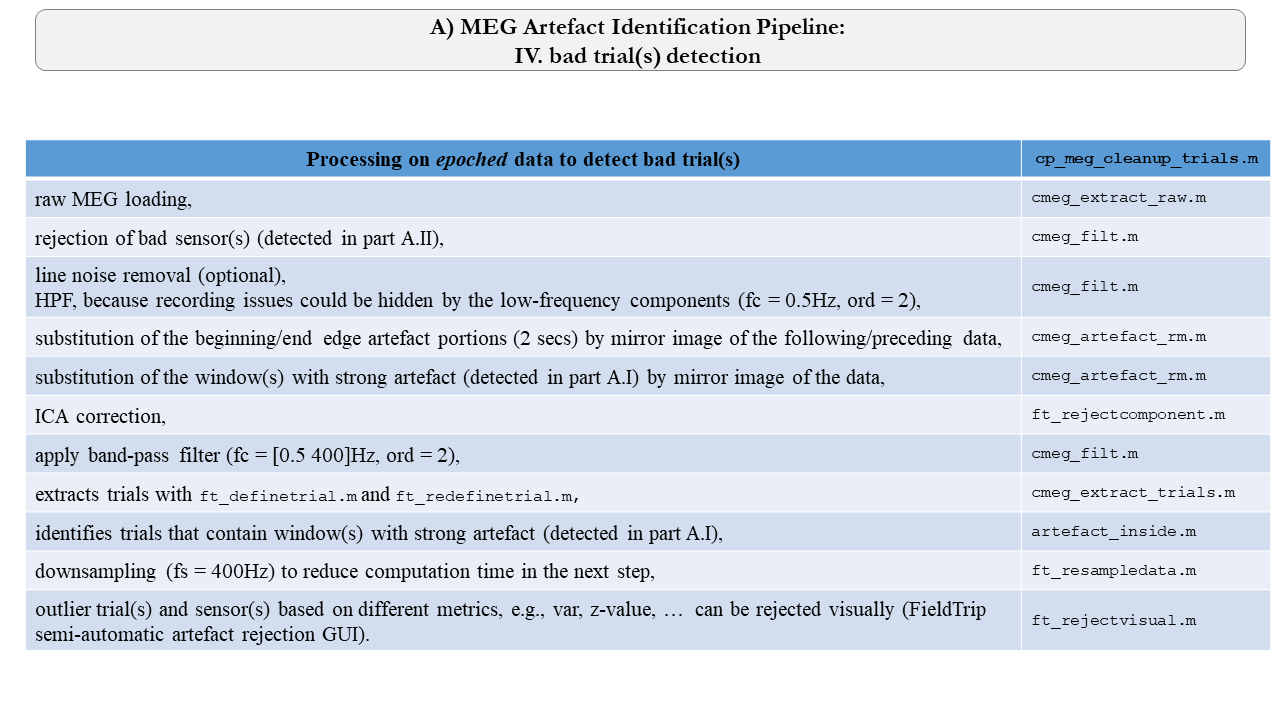 A) MEG Artefact Identification Pipeline:
IV. bad trial(s) detection
Processing on epoched data to detect bad trial(s)
cp_meg_cleanup_trials.m
raw MEG loading,
cmeg_extract_raw.m
rejection of bad sensor(s) (detected in part A.II),
cmeg_filt.m
line noise removal (optional),
HPF, because recording issues could be hidden by the low-frequency components (fc = 0.5Hz, ord = 2),
cmeg_filt.m
substitution of the beginning/end edge artefact portions (2 secs) by mirror image of the following/preceding data,
cmeg_artefact_rm.m
substitution of the window(s) with strong artefact (detected in part A.I) by mirror image of the data,
cmeg_artefact_rm.m
ICA correction,
ft_rejectcomponent.m
apply band-pass filter (fc = [0.5 400]Hz, ord = 2),
cmeg_filt.m
extracts trials with ft_definetrial.m and ft_redefinetrial.m,
cmeg_extract_trials.m
identifies trials that contain window(s) with strong artefact (detected in part A.I),
artefact_inside.m
downsampling (fs = 400Hz) to reduce computation time in the next step,
ft_resampledata.m
outlier trial(s) and sensor(s) based on different metrics, e.g., var, z-value, … can be rejected visually (FieldTrip
semi-automatic artefact rejection GUI).
ft_rejectvisual.m